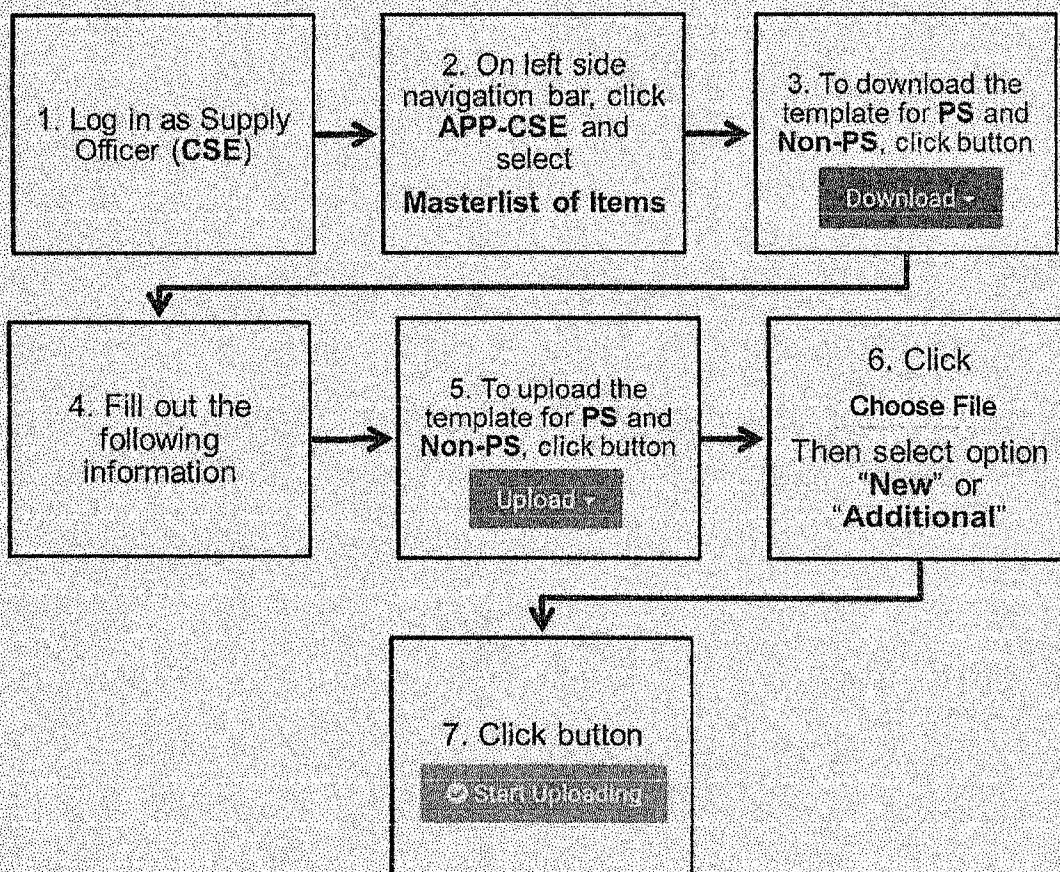 1. Log in as Supply
Officer (CSE)
2. On left side
navigation bar, click
APP-CSE and
select
Masterlist of Items
3. To download the
template for PS and
Non-PS, click button
Download
4. Fill out the
following
information
5. To upload the
template for PS and
Non-PS, click button
Upload
6. Click
Choose File
Then select option
"New" or
"Additional"
7. Click button
Start Uploading